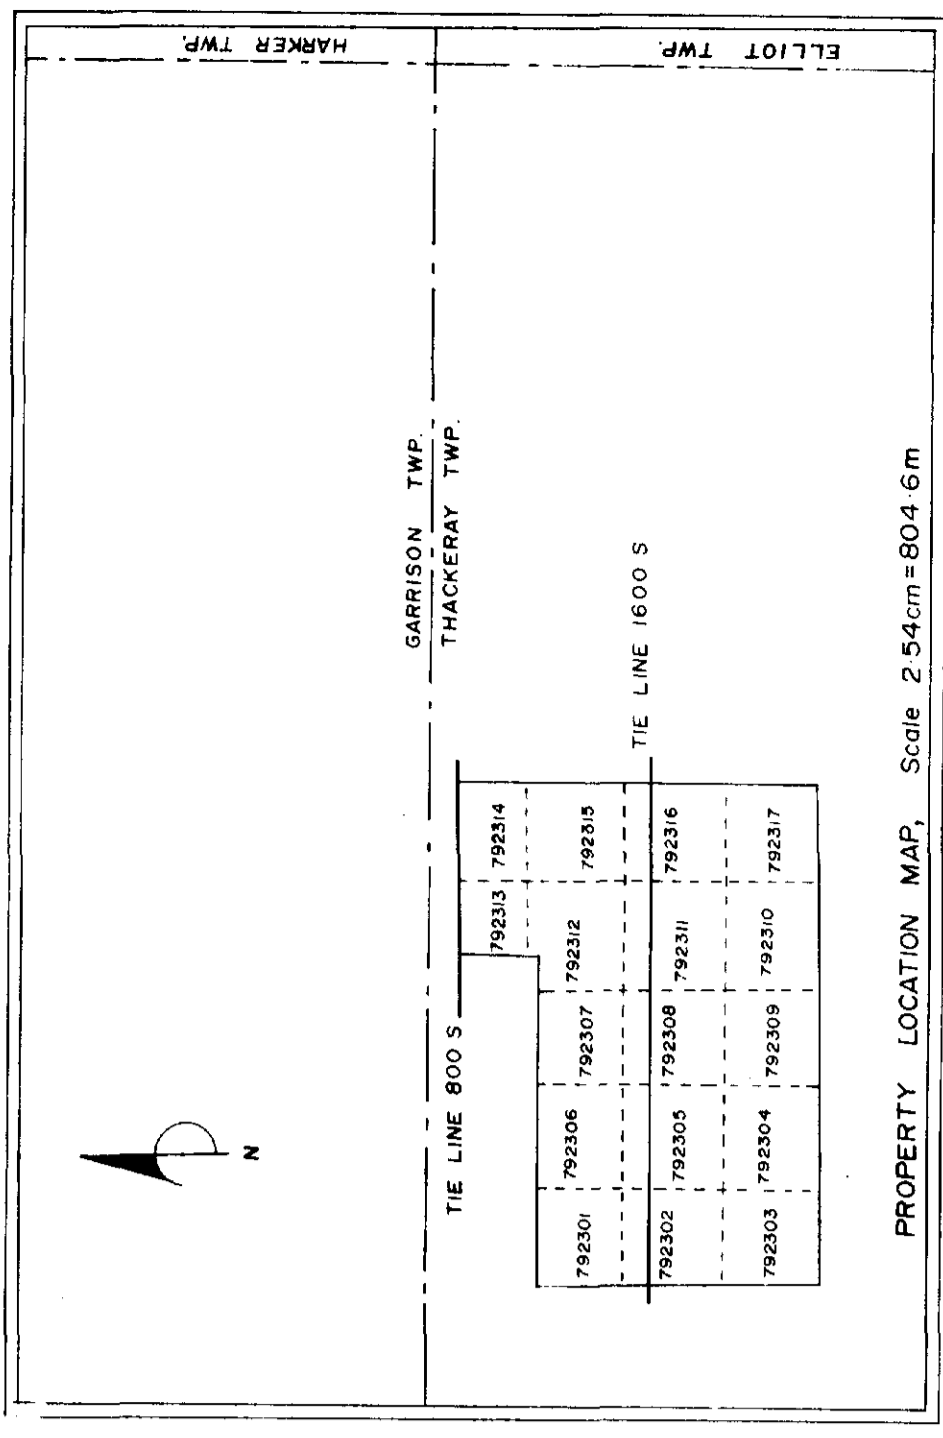 HARKER TWP.
ELLIOT TWP.
GARRISON TWP.
THACKERAY TWP.
N
TIE LINE 800 S
792313
792314
792301
792306
792307
792312
792315
TIE LINE 1600 S
792302
792305
792308
792311
792316
792303
792304
792309
792310
792317
PROPERTY LOCATION MAP, Scale 2·54cm=804·6m